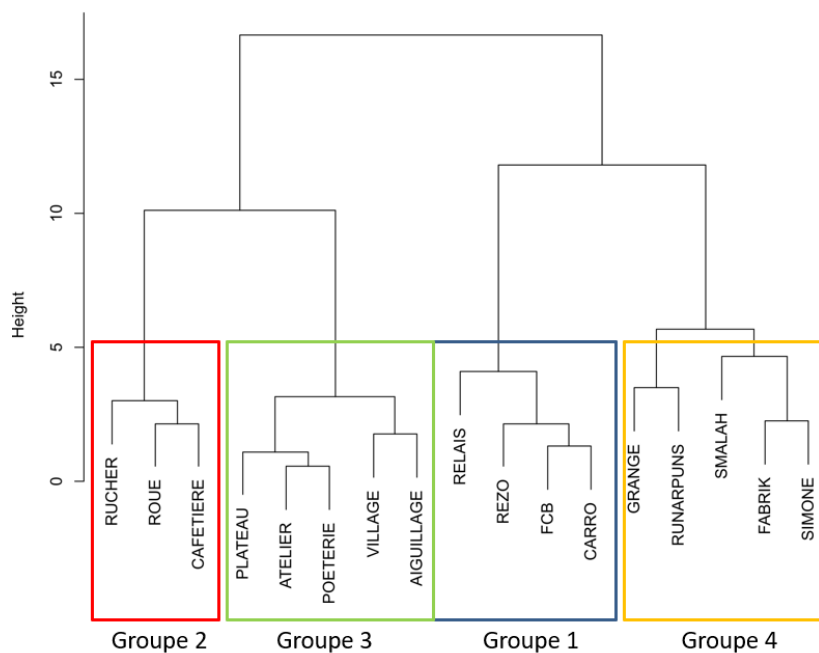 15
10
5
0
Height
RUCHER
ROUE
CAFETIERE
PLATEAU
ATELIER
POETERIE
VILLAGE
AIGUILLAGE
RELAIS
REZO
FCB
CARRO
GRANGE
RUNARPUNS
SMALAH
FABRIK
SIMONE
Groupe 2
Groupe 3
Groupe 1
Groupe 4